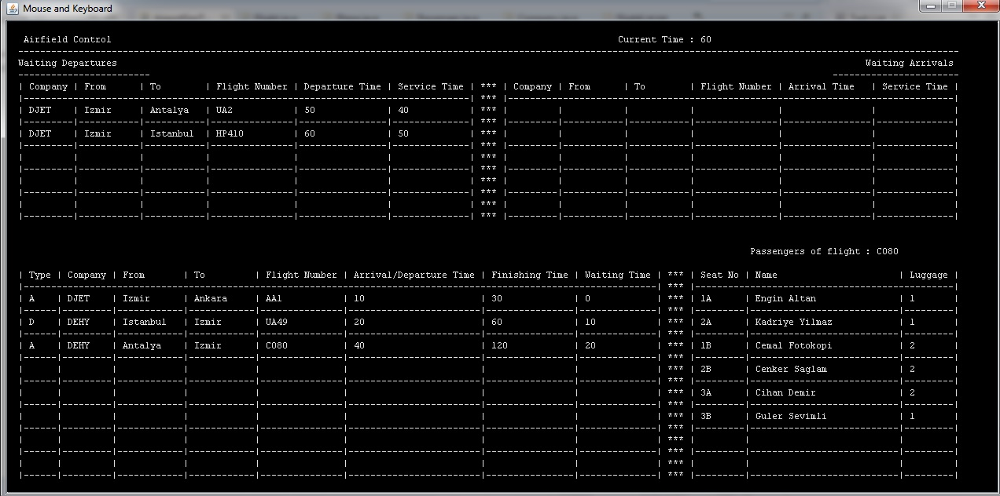 Mouse and Keyboard
Airfield Control Current Time : 60
Waiting Departures Waiting Arrivals
| Company | From | To | Flight Number | Departure Time | Service Time | *** | Company | From | To | Flight Number | Arrival Time | Service Time |
| DJET | Izmir | Antalya | UA2 | 50 | 40 | *** | | | | | | |
| DJET | Izmir | Istanbul | HP410 | 60 | 50 | *** | | | | | | |
Passengers of flight : CO80
| Type | Company | From | To | Flight Number | Arrival/Departure Time | Finishing Time | Waiting Time | *** | Seat No | Name | Luggage |
| A | DJET | Izmir | Ankara | AA1 | 10 | 30 | 0 | *** | 1A | Engin Altan | 1 |
| D | DEHY | Istanbul | Izmir | UA49 | 20 | 60 | 10 | *** | 2A | Kadriye Yilmaz | 1 |
| A | DEHY | Antalya | Izmir | CO80 | 40 | 120 | 20 | *** | 1B | Cemal Fotokopi | 2 |
| | | | | | | | | *** | 2B | Cenker Saglam | 2 |
| | | | | | | | | *** | 3A | Cihan Demir | 2 |
| | | | | | | | | *** | 3B | Guler Sevimli | 1 |